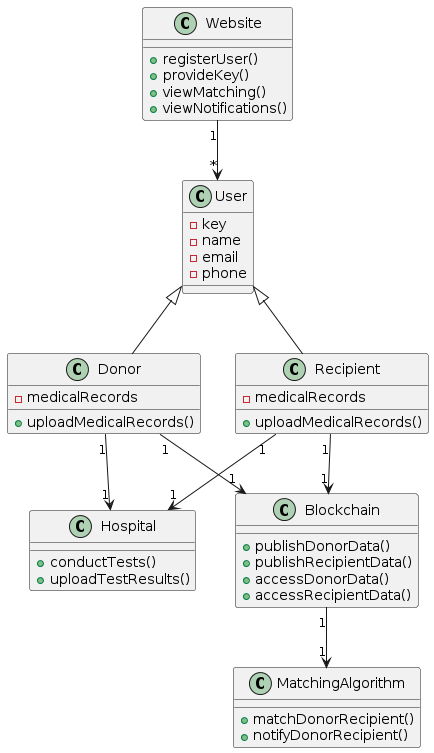 C Website
registerUser()
provideKey()
viewMatching()
viewNotifications()
1
*
C User
key
name
email
phone
C Donor
medicalRecords
uploadMedicalRecords()
C Recipient
medicalRecords
uploadMedicalRecords()
1 1 1 1
1 1 1 1
C Hospital
conductTests()
uploadTestResults()
C Blockchain
publishDonorData()
publishRecipientData()
accessDonorData()
accessRecipientData()
1
1
C MatchingAlgorithm
matchDonorRecipient()
notifyDonorRecipient()